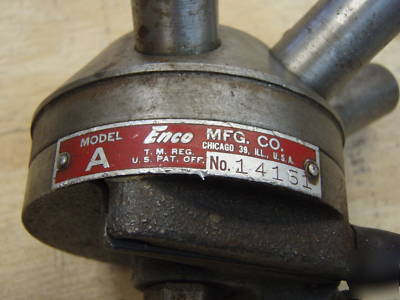 MODEL A
Enco MFG. CO.
T. M. REG. CHICAGO 39, ILL., U.S.A.
U.S. PAT. OFF. No. 14151